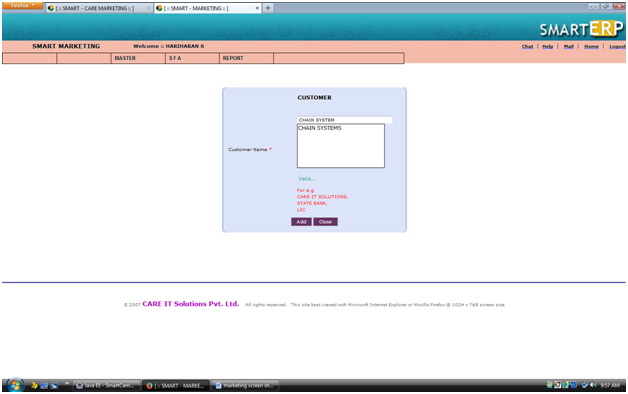 Firefox
[ :: SMART - CARE MARKETING :: ]
[ :: SMART - MARKETING :: ]
SMARTERP
SMART MARKETING Welcome :: HARIHARAN S
Chat | Help | Mail | Home | Logout
MASTER S F A REPORT
CUSTOMER
CHAIN SYSTEM
CHAIN SYSTEMS
Customer Name *
Valid...
For e.g
CARE IT SOLUTIONS.
STATE BANK.
LIC
Add Close
© 2007 CARE IT Solutions Pvt. Ltd. All rights reserved. This site best viewed with Microsoft Internet Explorer or Mozilla Firefox @ 1024 x 768 screen size.
Java EE - SmartCam... [ :: SMART - MARKE... marketing screen sh... 9:57 AM